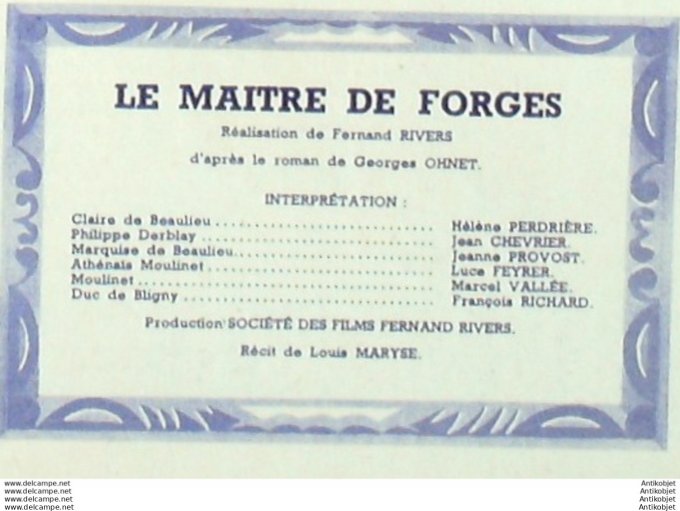 LE MAITRE DE FORGES
Réalisation de Fernand RIVERS
d'après le roman de Georges OHNET.
INTERPRÉTATION :
Claire de Beaulieu ............................ Hélène PERDRIÈRE.
Philippe Derblay .............................. Jean CHEVRIER.
Marquise de Beaulieu......................... Jeanne PROVOST.
Athénais Moulinet ............................ Luce FEYRER.
Moulinet ....................................... Marcel VALLÉE.
Duc de Bligny ................................. François RICHARD.
Production SOCIÉTÉ DES FILMS FERNAND RIVERS.
Récit de Louis MARYSE.
www.delcampe.net
www.delcampe.net
www.delcampe.net
www.delcampe.net
Antikobjet
Antikobjet
Antikobjet
Antikobjet